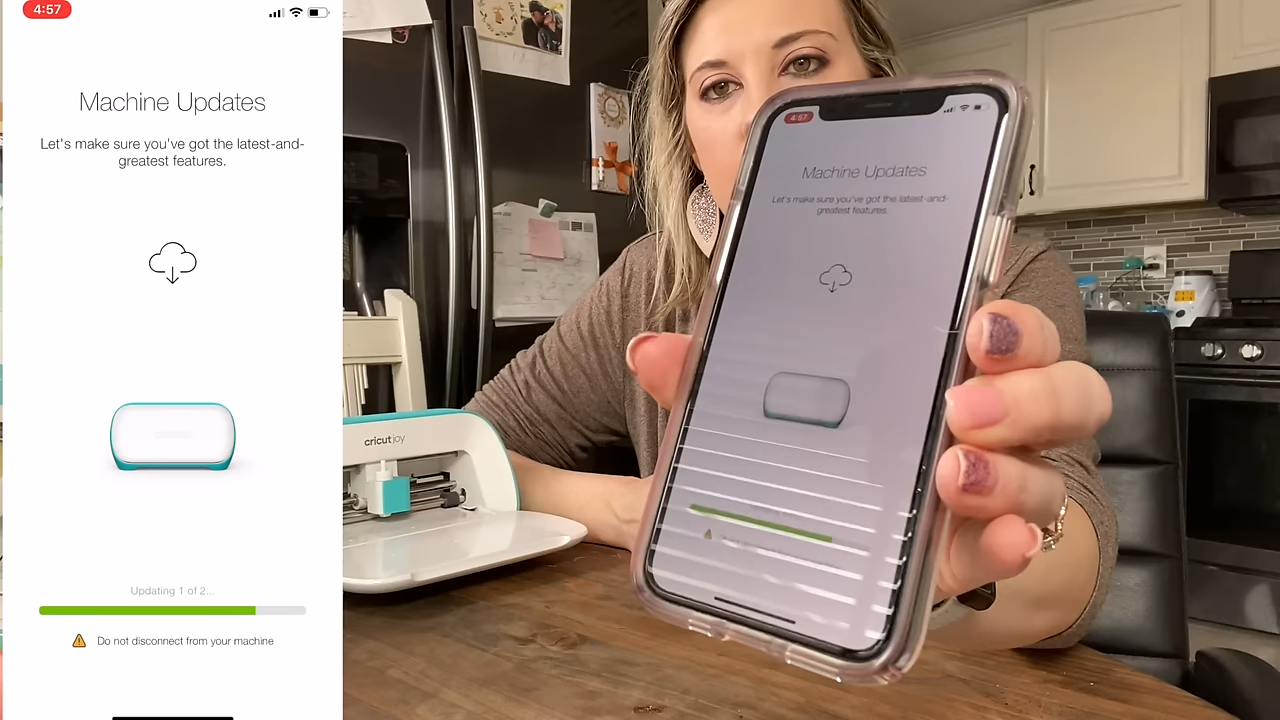 4:57
Machine Updates
Let's make sure you've got the latest-and-
greatest features.
Updating 1 of 2...
Do not disconnect from your machine
cricut joy
4:57
Machine Updates
Let's make sure you've got the latest-and-
greatest features.